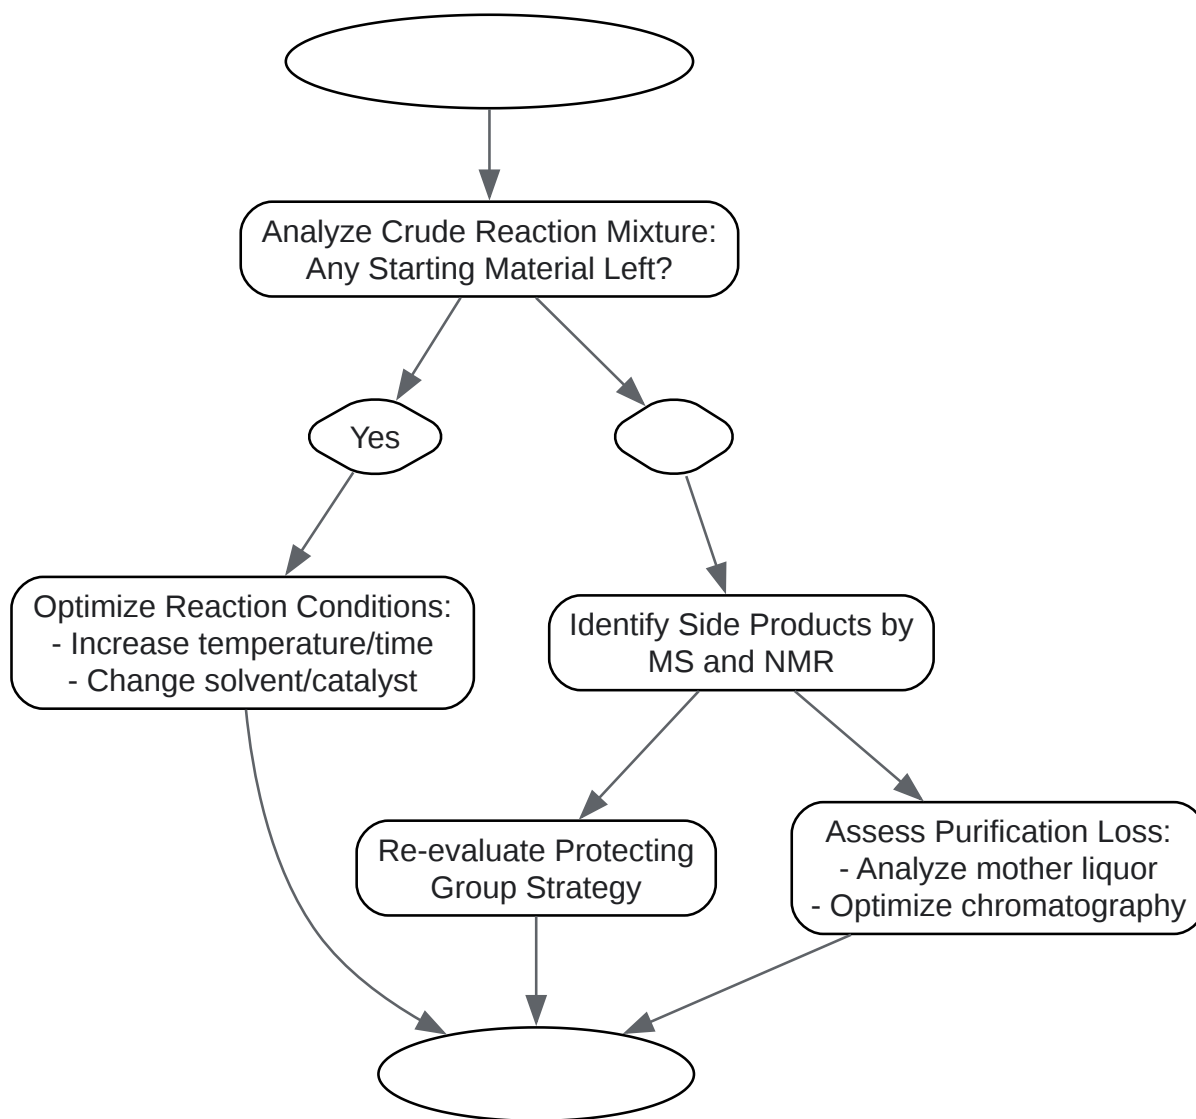 Analyze Crude Reaction Mixture:
Any Starting Material Left?
Yes
Optimize Reaction Conditions:
- Increase temperature/time
- Change solvent/catalyst
Identify Side Products by
MS and NMR
Re-evaluate Protecting
Group Strategy
Assess Purification Loss:
- Analyze mother liquor
- Optimize chromatography